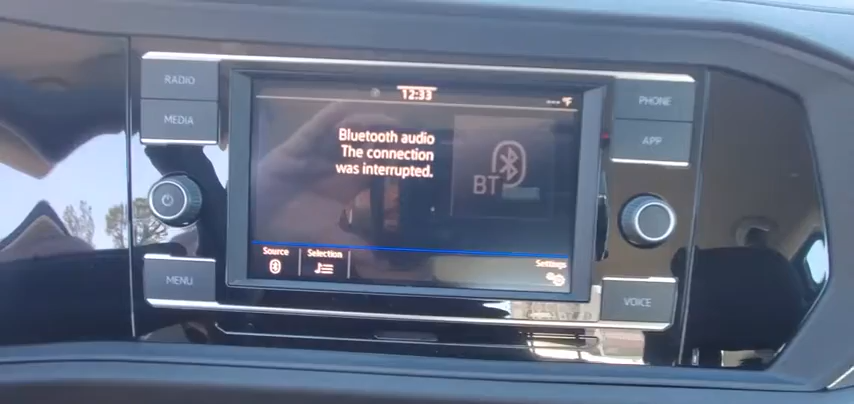 RADIO
MEDIA
MENU
12:33
--- °F
Bluetooth audio
The connection
was interrupted.
BT
Source
Selection
Settings
PHONE
APP
VOICE